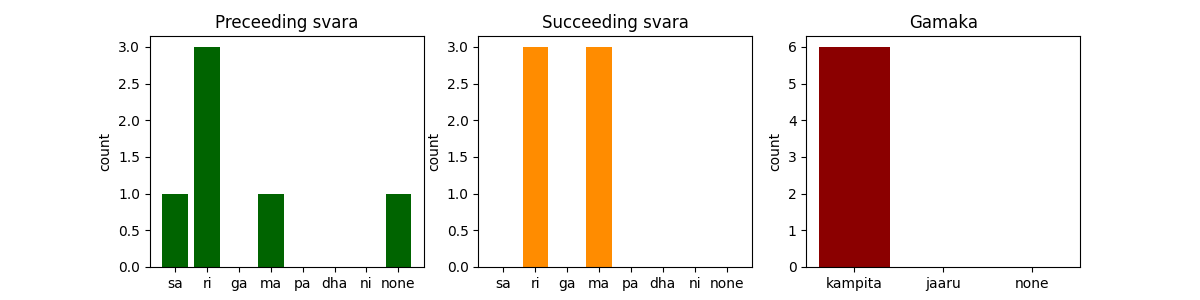 Preceeding svara
count
3.0
2.5
2.0
1.5
1.0
0.5
0.0
sa ri ga ma pa dha ni none
Succeeding svara
count
3.0
2.5
2.0
1.5
1.0
0.5
0.0
sa ri ga ma pa dha ni none
Gamaka
count
6
5
4
3
2
1
0
kampita jaaru none